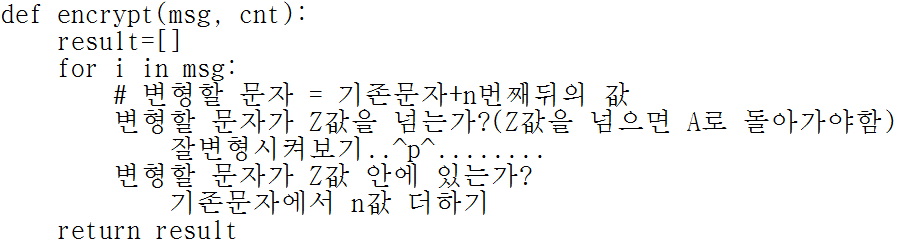 def encrypt(msg, cnt):
    result=[]
    for i in msg:
        # 변형할 문자 = 기존문자+n번째뒤의 값
        변형할 문자가 Z값을 넘는가?(Z값을 넘으면 A로 돌아가야함)
            잘변형시켜보기..^p^........
        변형할 문자가 Z값 안에 있는가?
            기존문자에서 n값 더하기
    return result